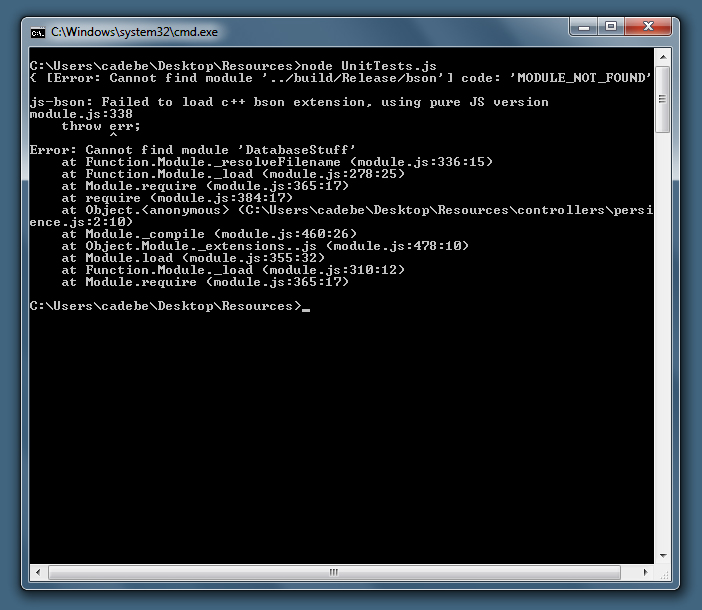 C:\Windows\system32\cmd.exe
C:\Users\cadebe\Desktop\Resources>node UnitTests.js
{ [Error: Cannot find module '../build/Release/bson'] code: 'MODULE_NOT_FOUND'
js-bson: Failed to load c++ bson extension, using pure JS version
module.js:338
    throw err;
          ^
Error: Cannot find module 'DatabaseStuff'
    at Function.Module._resolveFilename (module.js:336:15)
    at Function.Module._load (module.js:278:25)
    at Module.require (module.js:365:17)
    at require (module.js:384:17)
    at Object.<anonymous> (C:\Users\cadebe\Desktop\Resources\controllers\persi
ence.js:2:10)
    at Module._compile (module.js:460:26)
    at Object.Module._extensions..js (module.js:478:10)
    at Module.load (module.js:355:32)
    at Function.Module._load (module.js:310:12)
    at Module.require (module.js:365:17)
C:\Users\cadebe\Desktop\Resources>_